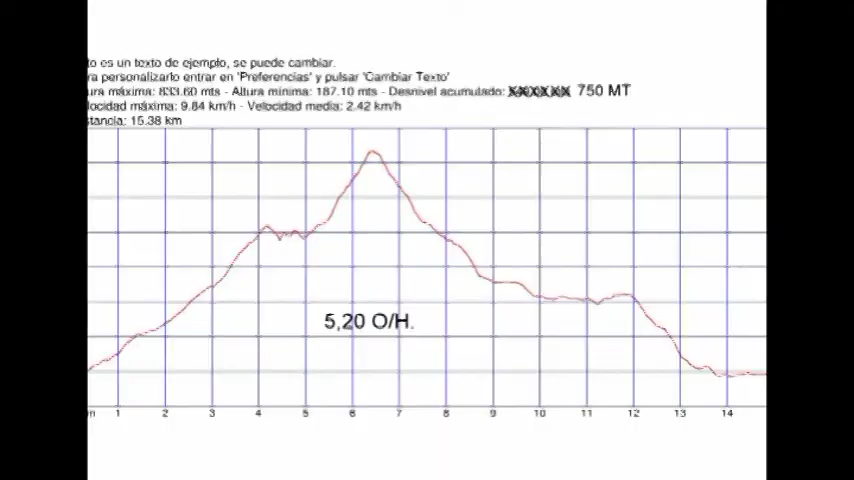 to es un texto de ejemplo, se puede cambiar.
ra personalizarlo entrar en 'Preferencias' y pulsar 'Cambiar Texto'
ura máxima: 833.60 mts - Altura mínima: 187.10 mts - Desnivel acumulado: 750 MT
locidad máxima: 9.84 km/h - Velocidad media: 2.42 km/h
stancia: 15.38 km
5,20 O/H.
m 1 2 3 4 5 6 7 8 9 10 11 12 13 14